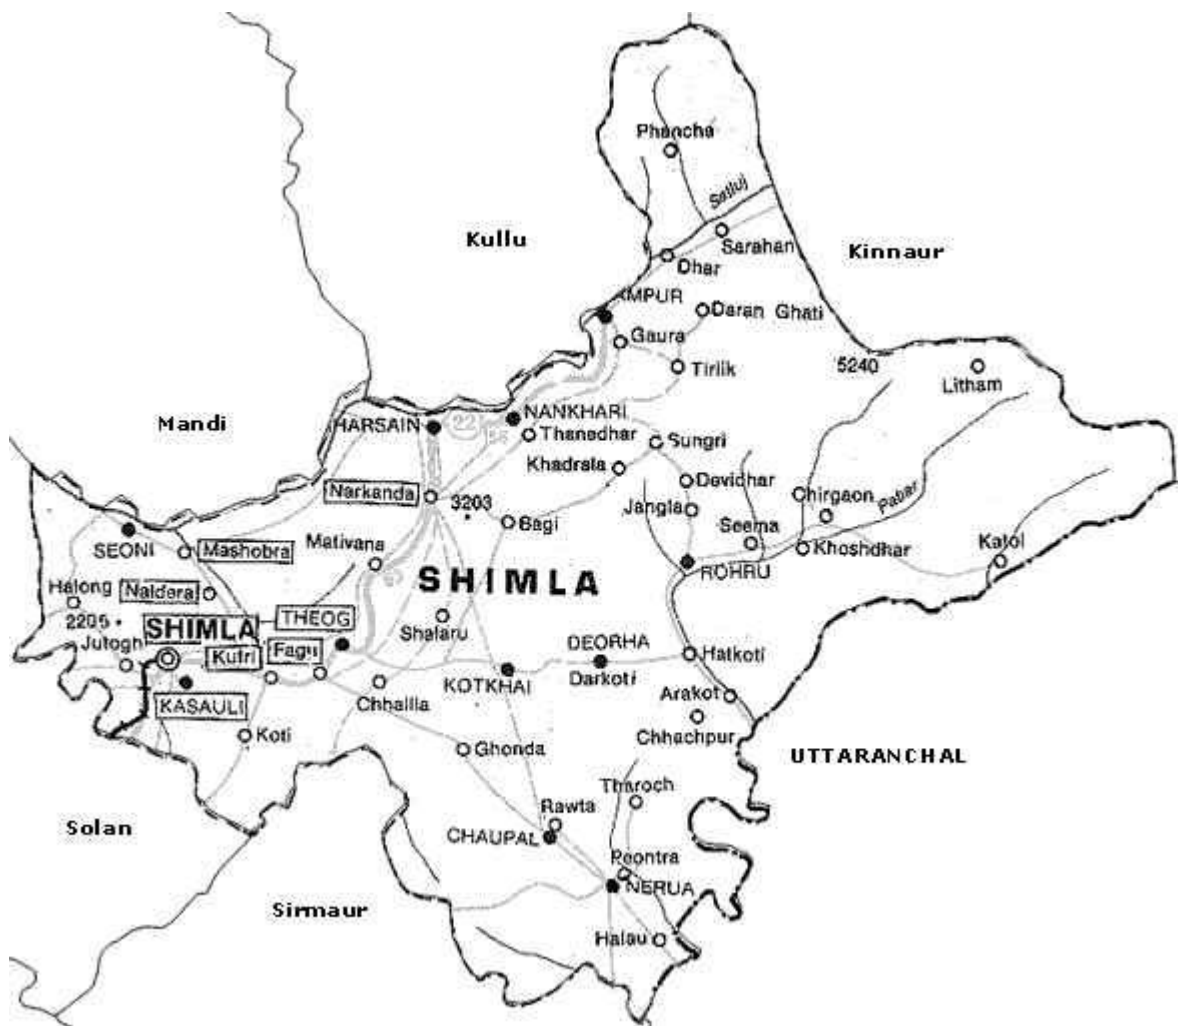 Phancha
Satluj
Kullu
Sarahan
Kinnaur
Dhar
AMPUR
Daran Ghati
Gaura
5240
Tirlik
Litham
Mandi
HARSAIN
22
NANKHARI
Thanedhar
Sungri
Khadrala
Narkanda
3203
Devidhar
Chirgaon
Pabar
Jangla
Bagi
Seema
SEONI
Mashobra
Mativana
Khoshdhar
Katol
ROHRU
SHIMLA
Halong
Naldera
THEOG
2205
SHIMLA
Shalaru
Jutogh
Kufri
Fagu
DEORHA
Hatkoti
KOTKHAI
Darkoti
KASAULI
Chhailla
Arakot
Chhachpur
Koti
Ghonda
UTTARANCHAL
Tharoch
Rawta
Solan
CHAUPAL
Peontra
NERUA
Sirmaur
Halau